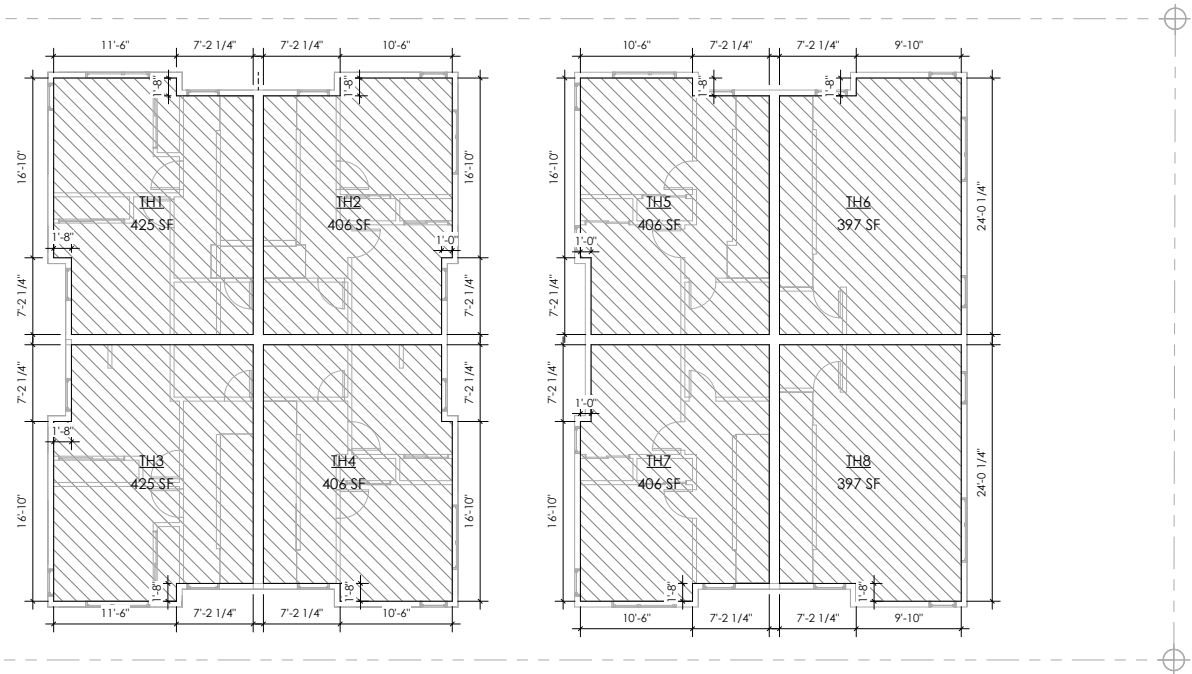 11'-6" 7'-2 1/4" 7'-2 1/4" 10'-6" 10'-6" 7'-2 1/4" 7'-2 1/4" 9'-10"
1'-8" 1'-8" 1'-8" 1'-8"
16'-10" 16'-10" 16'-10" 24'-0 1/4"
TH1 TH2 TH5 TH6
425 SF 406 SF 406 SF 397 SF
1'-8" 1'-0" 1'-0"
7'-2 1/4" 7'-2 1/4" 7'-2 1/4"
7'-2 1/4" 7'-2 1/4" 7'-2 1/4"
1'-8" 1'-0"
TH3 TH4 TH7 TH8
425 SF 406 SF 406 SF 397 SF
16'-10" 16'-10" 16'-10" 24'-0 1/4"
1'-8" 1'-8" 1'-8" 1'-8"
11'-6" 7'-2 1/4" 7'-2 1/4" 10'-6" 10'-6" 7'-2 1/4" 7'-2 1/4" 9'-10"